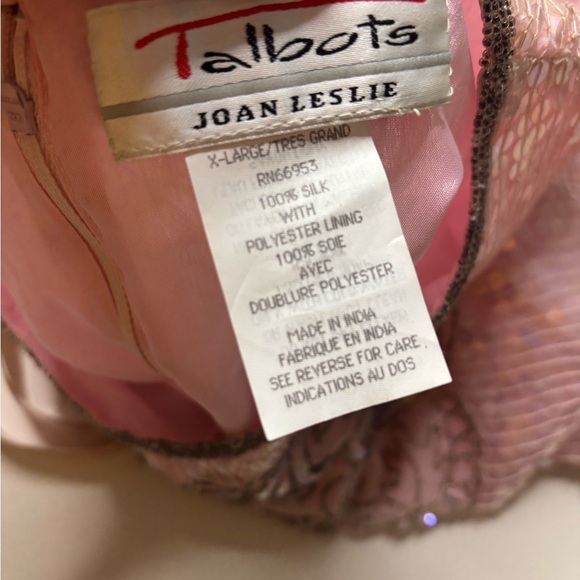 Talbots
JOAN LESLIE
X-LARGE/TRES GRAND
RN66953
100% SILK
WITH
POLYESTER LINING
100% SOIE
AVEC
DOUBLURE POLYESTER
MADE IN INDIA
FABRIQUE EN INDIA
SEE REVERSE FOR CARE
INDICATIONS AU DOS